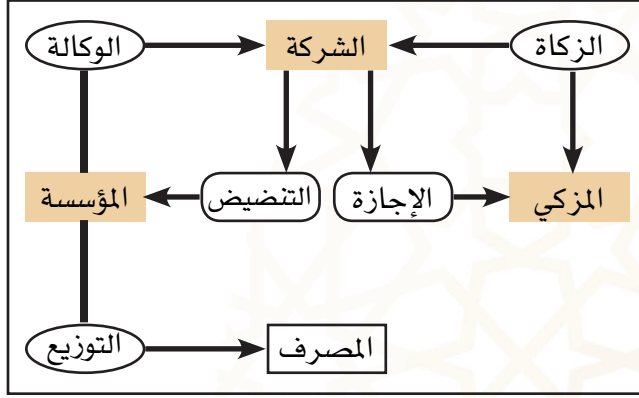 الزكاة
الشركة
الوكالة
المزكي
الإجازة
التنضيض
المؤسسة
المصرف
التوزيع